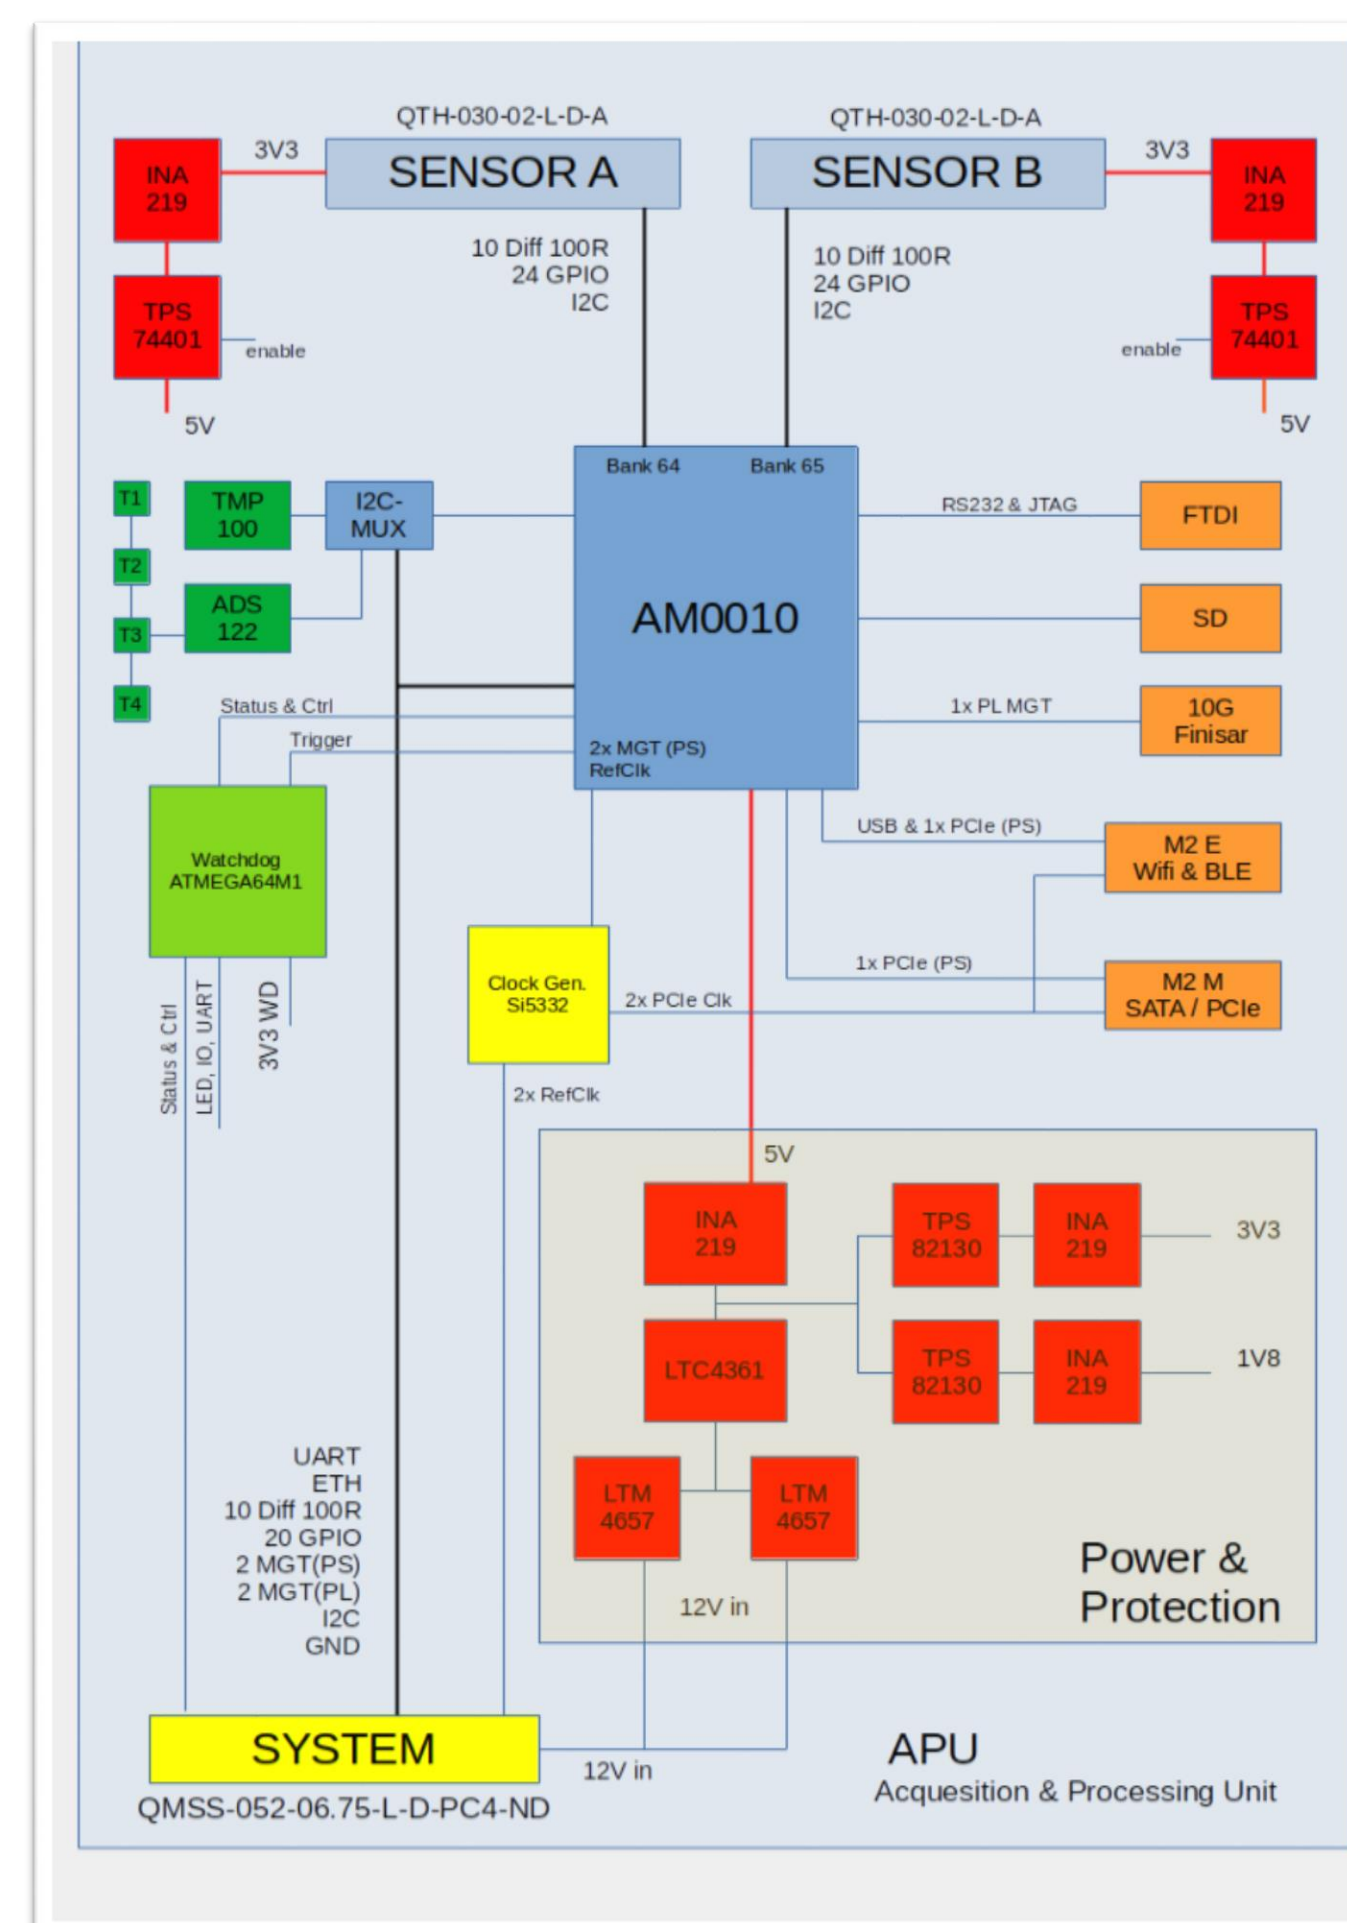 QTH-030-02-L-D-A
QTH-030-02-L-D-A
INA
219
3V3
SENSOR A
SENSOR B
3V3
INA
219
10 Diff 100R
24 GPIO
I2C
10 Diff 100R
24 GPIO
I2C
TPS
74401
enable
5V
enable
TPS
74401
5V
Bank 64
Bank 65
T1
T2
T3
T4
TMP
100
I2C-
MUX
ADS
122
AM0010
RS232 & JTAG
FTDI
SD
1x PL MGT
10G
Finisar
Status & Ctrl
Trigger
2x MGT (PS)
RefClk
USB & 1x PCIe (PS)
M2 E
Wifi & BLE
Watchdog
ATMEGA64M1
Clock Gen.
Si5332
1x PCIe (PS)
2x PCIe Clk
M2 M
SATA / PCIe
Status & Ctrl
LED, IO, UART
3V3 WD
2x RefClk
5V
INA
219
TPS
82130
INA
219
3V3
LTC4361
TPS
82130
INA
219
1V8
LTM
4657
LTM
4657
12V in
Power &
Protection
UART
ETH
10 Diff 100R
20 GPIO
2 MGT(PS)
2 MGT(PL)
I2C
GND
SYSTEM
12V in
QMSS-052-06.75-L-D-PC4-ND
APU
Acquesition & Processing Unit